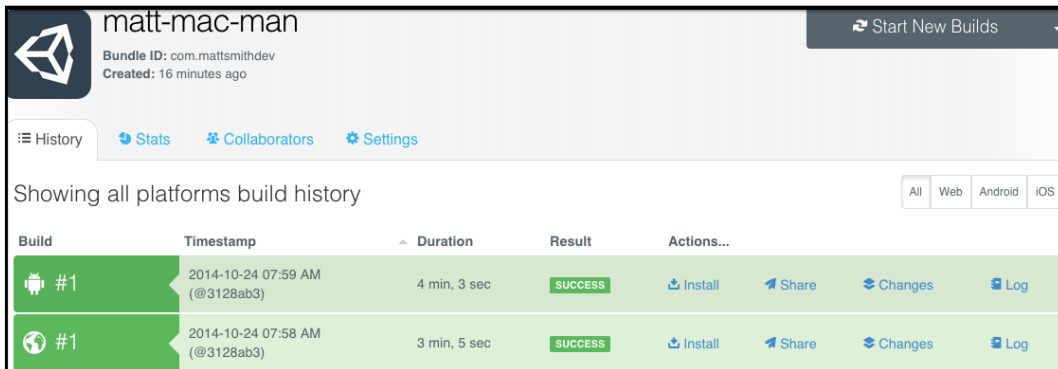 matt-mac-man
Start New Builds
Bundle ID: com.mattsmithdev
Created: 16 minutes ago
History Stats Collaborators Settings
Showing all platforms build history
All Web Android iOS
Build Timestamp Duration Result Actions...
#1 2014-10-24 07:59 AM (@3128ab3) 4 min, 3 sec SUCCESS Install Share Changes Log
#1 2014-10-24 07:58 AM (@3128ab3) 3 min, 5 sec SUCCESS Install Share Changes Log